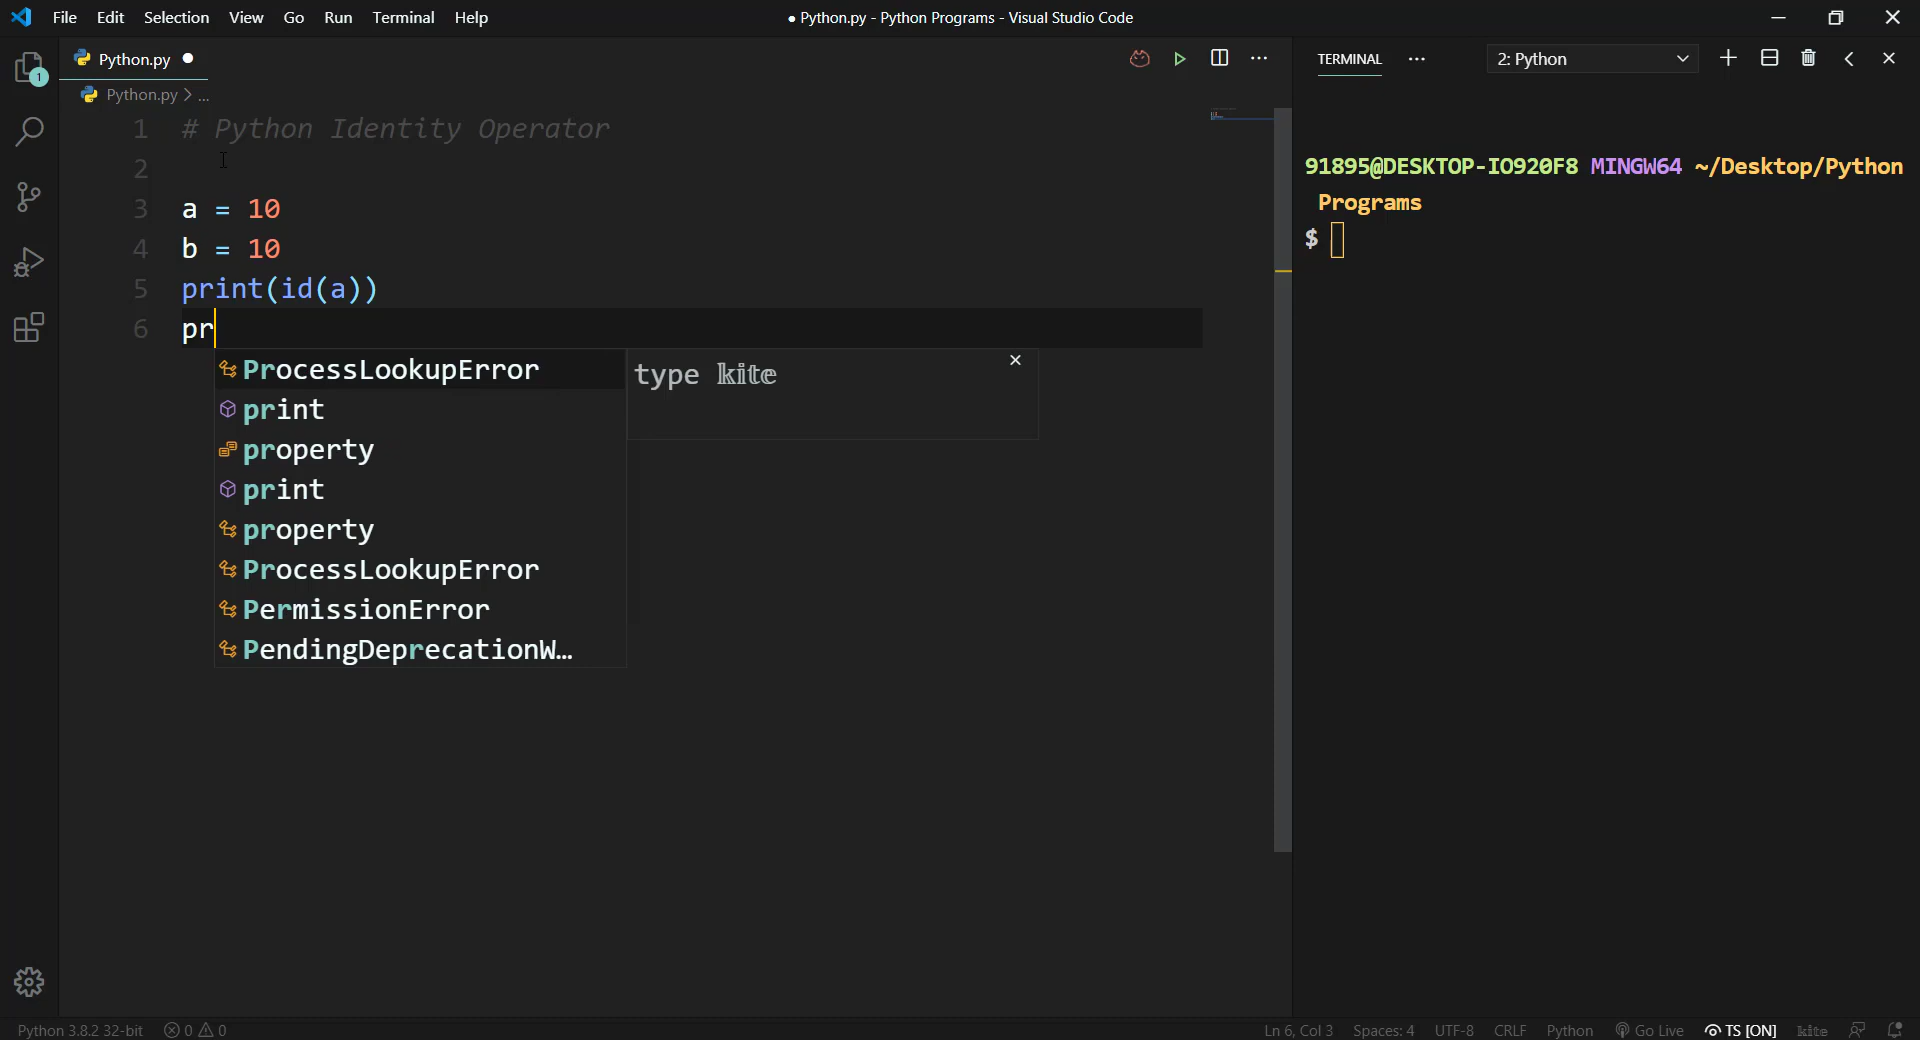 File Edit Selection View Go Run Terminal Help
● Python.py - Python Programs - Visual Studio Code
Python.py ●
Python.py > ...
1 # Python Identity Operator
2
3 a = 10
4 b = 10
5 print(id(a))
6 pr
ProcessLookupError
print
property
print
property
ProcessLookupError
PermissionError
PendingDeprecationW…
type kite
1
TERMINAL ··· 2: Python
91895@DESKTOP-IO920F8 MINGW64 ~/Desktop/Python
Programs
$
Python 3.8.2 32-bit 0 0
Ln 6, Col 3 Spaces: 4 UTF-8 CRLF Python Go Live TS [ON] kite